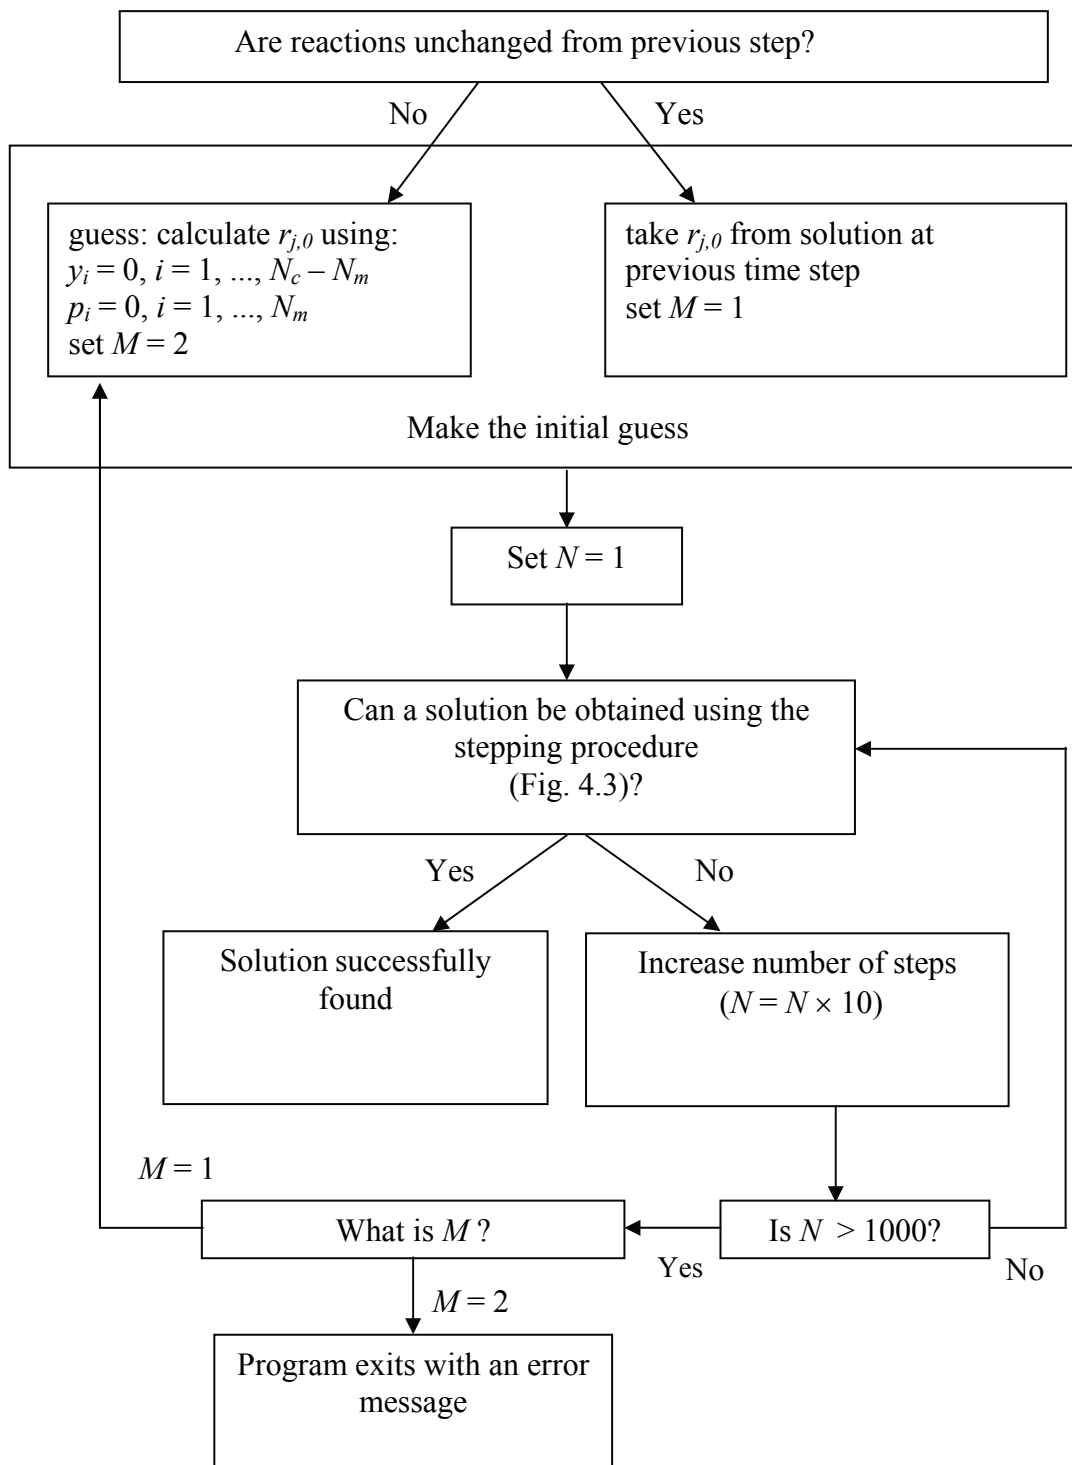 Are reactions unchanged from previous step?
No
Yes
guess: calculate r_{j,0} using:
y_i = 0, i = 1, ..., N_c – N_m
p_i = 0, i = 1, ..., N_m
set M = 2
take r_{j,0} from solution at
previous time step
set M = 1
Make the initial guess
Set N = 1
Can a solution be obtained using the
stepping procedure
(Fig. 4.3)?
Yes
No
Solution successfully
found
Increase number of steps
(N = N × 10)
M = 1
What is M ?
Is N > 1000?
Yes
No
M = 2
Program exits with an error
message